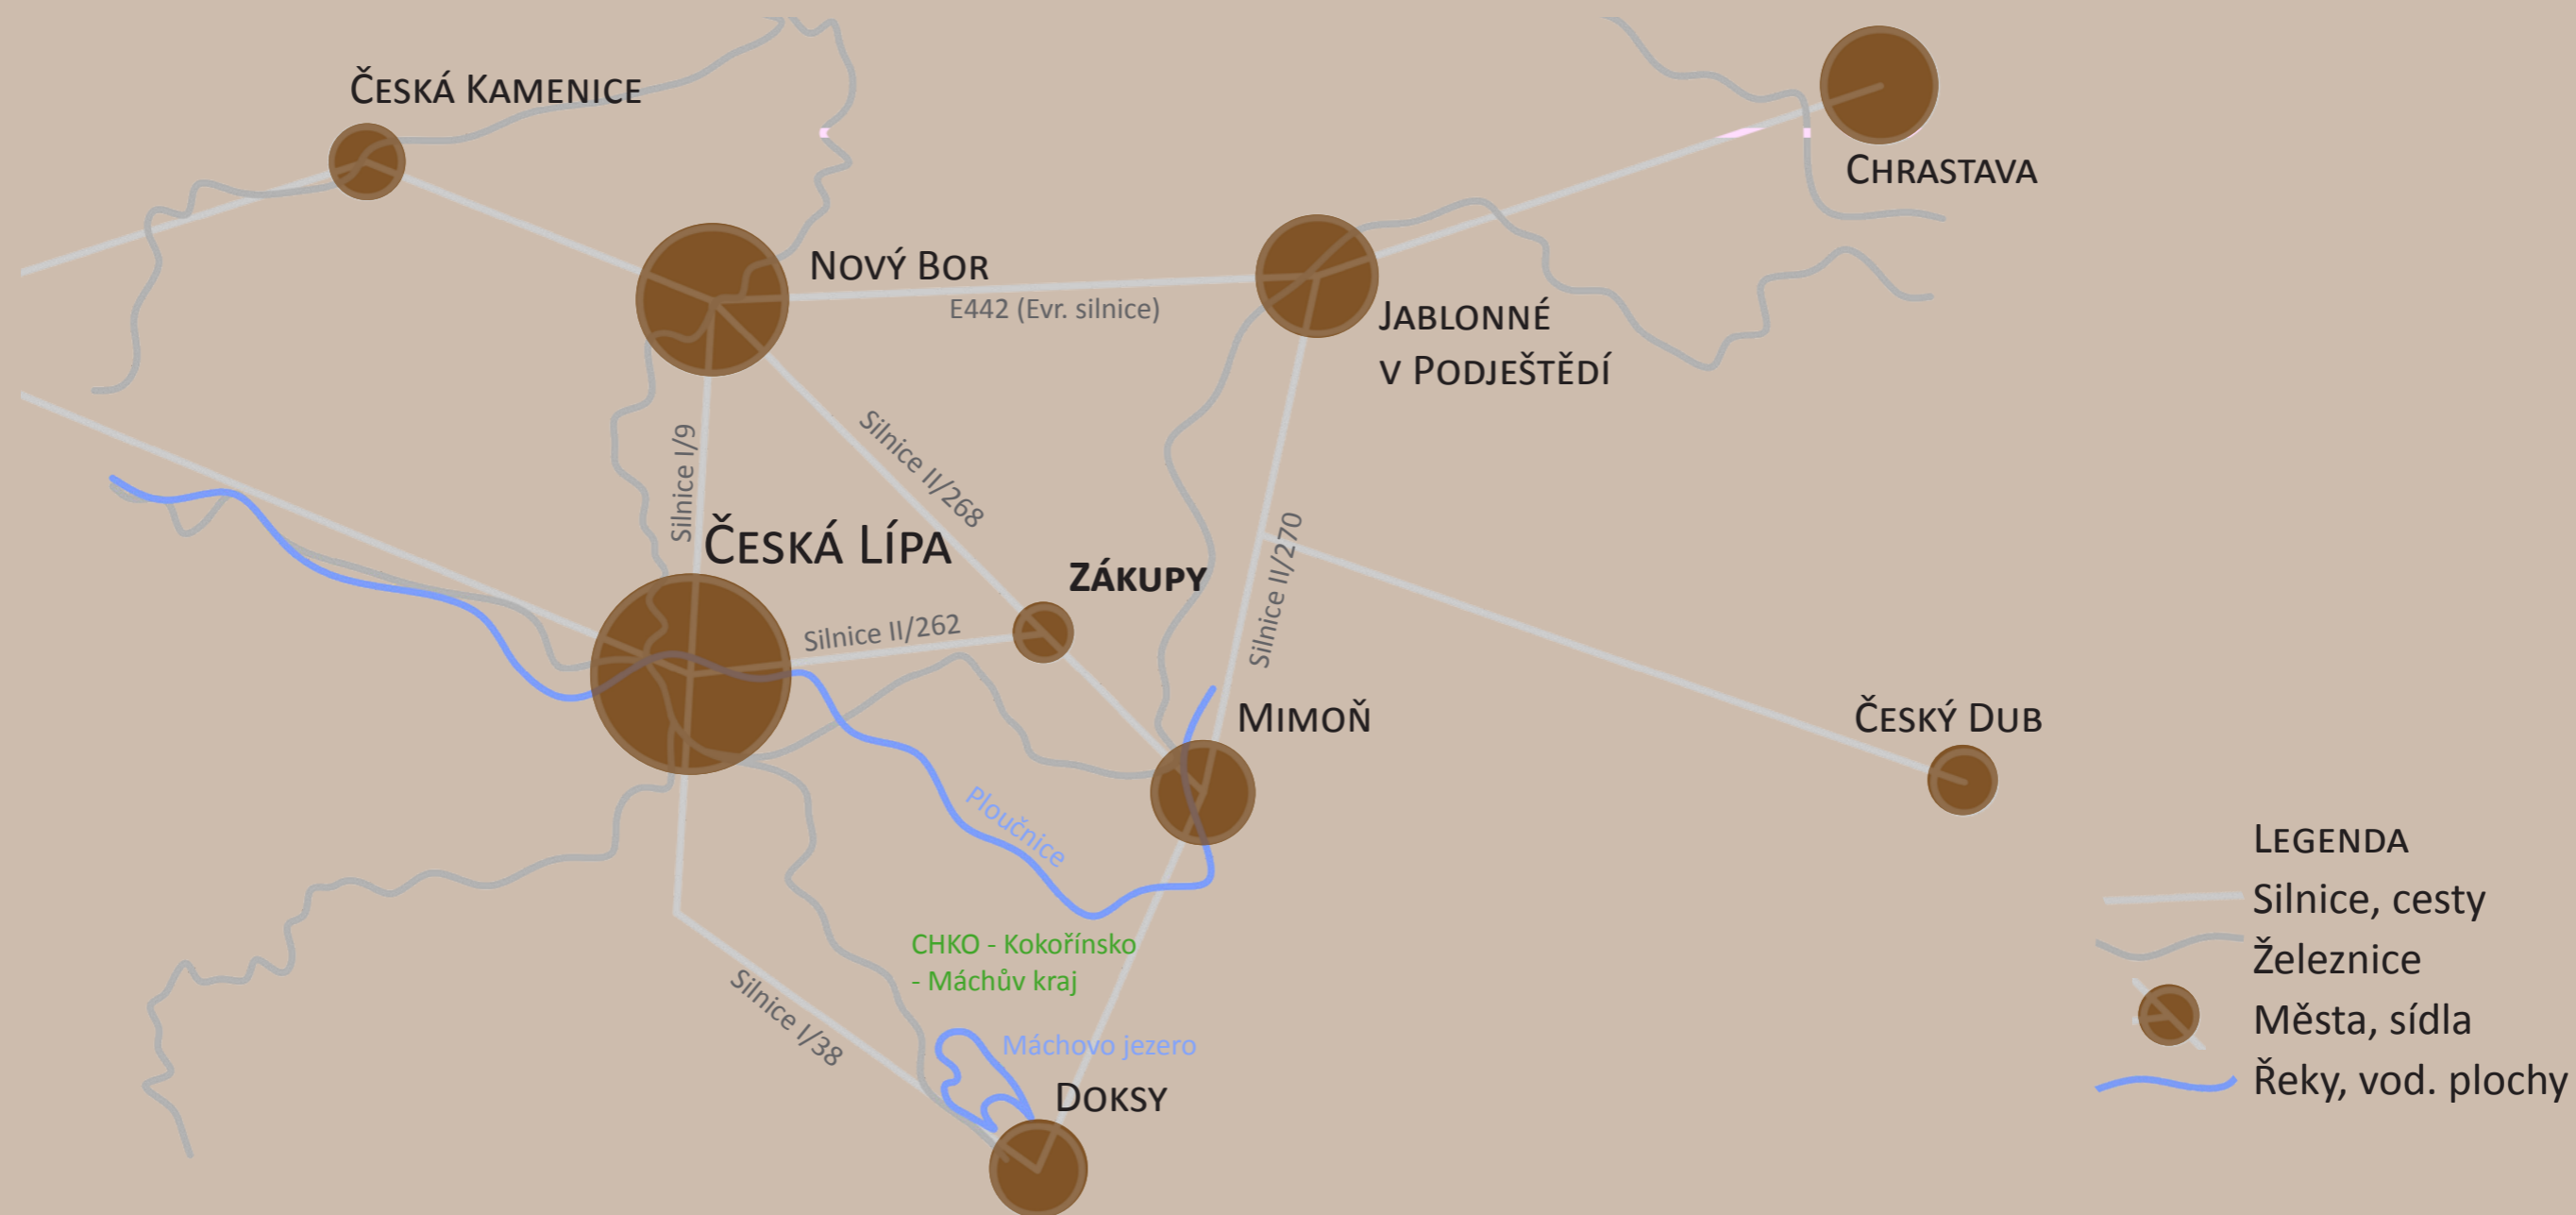 Česká Kamenice
Chrastava
Nový Bor
E442 (Evr. silnice)
Jablonné
v Podještědí
Silnice I/9
Silnice II/268
Česká Lípa
Zákupy
Silnice II/262
Silnice II/270
Mimoň
Český Dub
Ploučnice
CHKO - Kokořínsko
- Máchův kraj
Silnice I/38
Máchovo jezero
Doksy
Legenda
Silnice, cesty
Železnice
Města, sídla
Řeky, vod. plochy